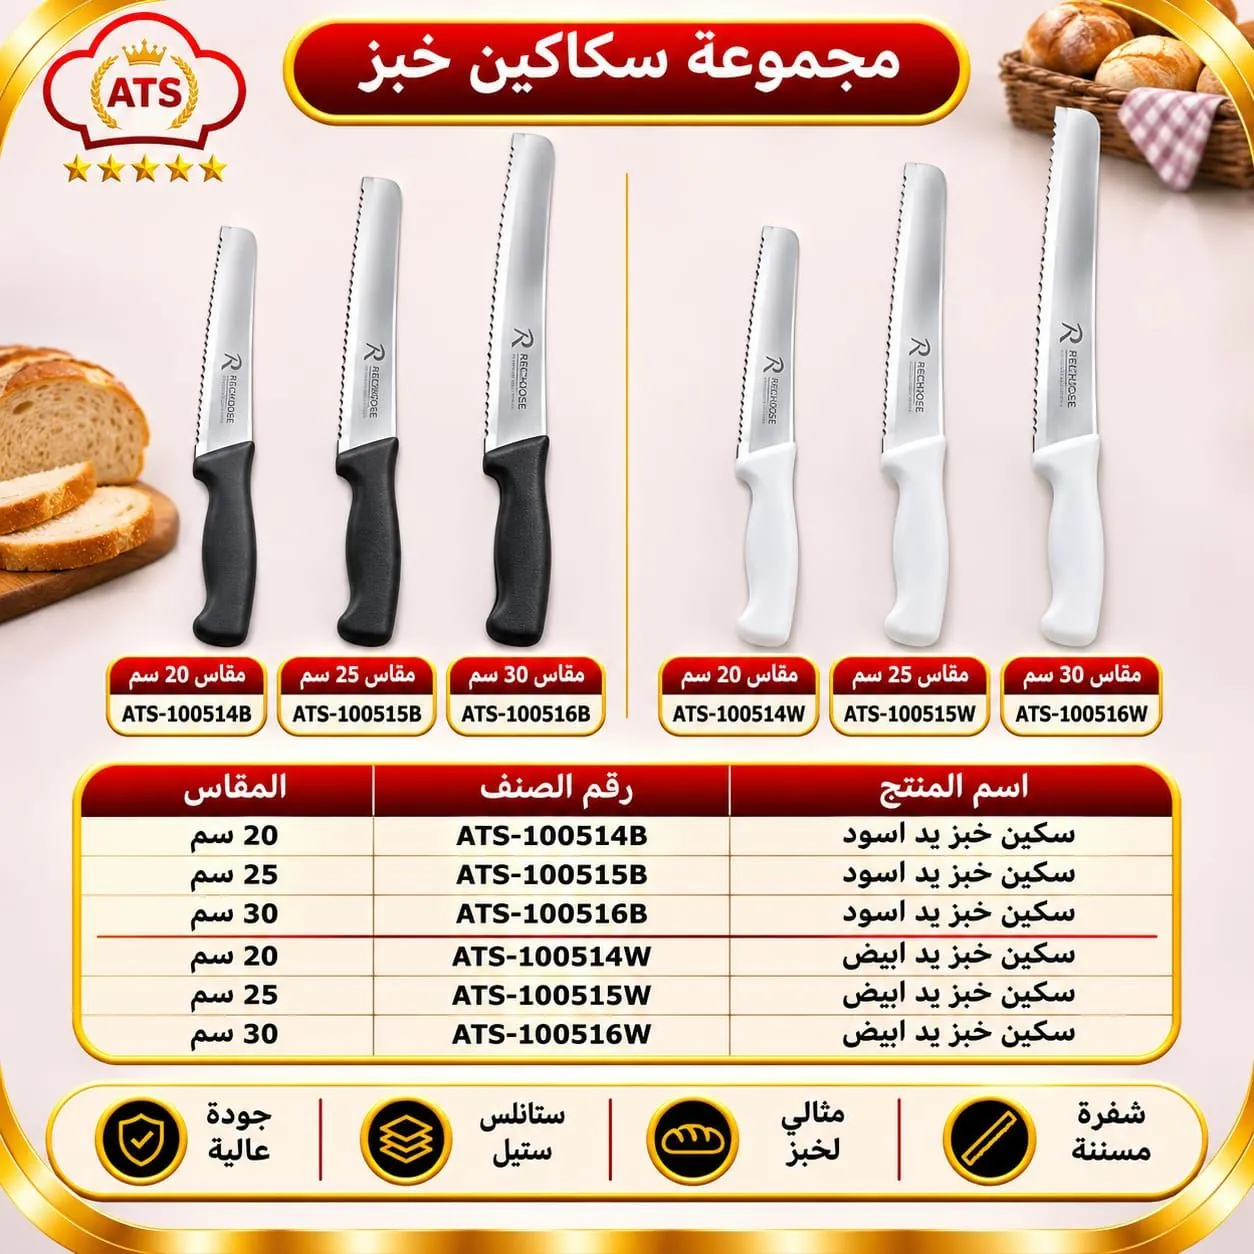 ATS
مجموعة سكاكين خبز
R RECHOOSE
R RECHOOSE
R RECHOOSE
R RECHOOSE
R RECHOOSE
R RECHOOSE
مقاس 20 سم
ATS-100514B
مقاس 25 سم
ATS-100515B
مقاس 30 سم
ATS-100516B
مقاس 20 سم
ATS-100514W
مقاس 25 سم
ATS-100515W
مقاس 30 سم
ATS-100516W
اسم المنتج رقم الصنف المقاس
سكين خبز يد اسود ATS-100514B 20 سم
سكين خبز يد اسود ATS-100515B 25 سم
سكين خبز يد اسود ATS-100516B 30 سم
سكين خبز يد ابيض ATS-100514W 20 سم
سكين خبز يد ابيض ATS-100515W 25 سم
سكين خبز يد ابيض ATS-100516W 30 سم
شفرة
مسننة
مثالي
لخبز
ستانلس
ستيل
جودة
عالية